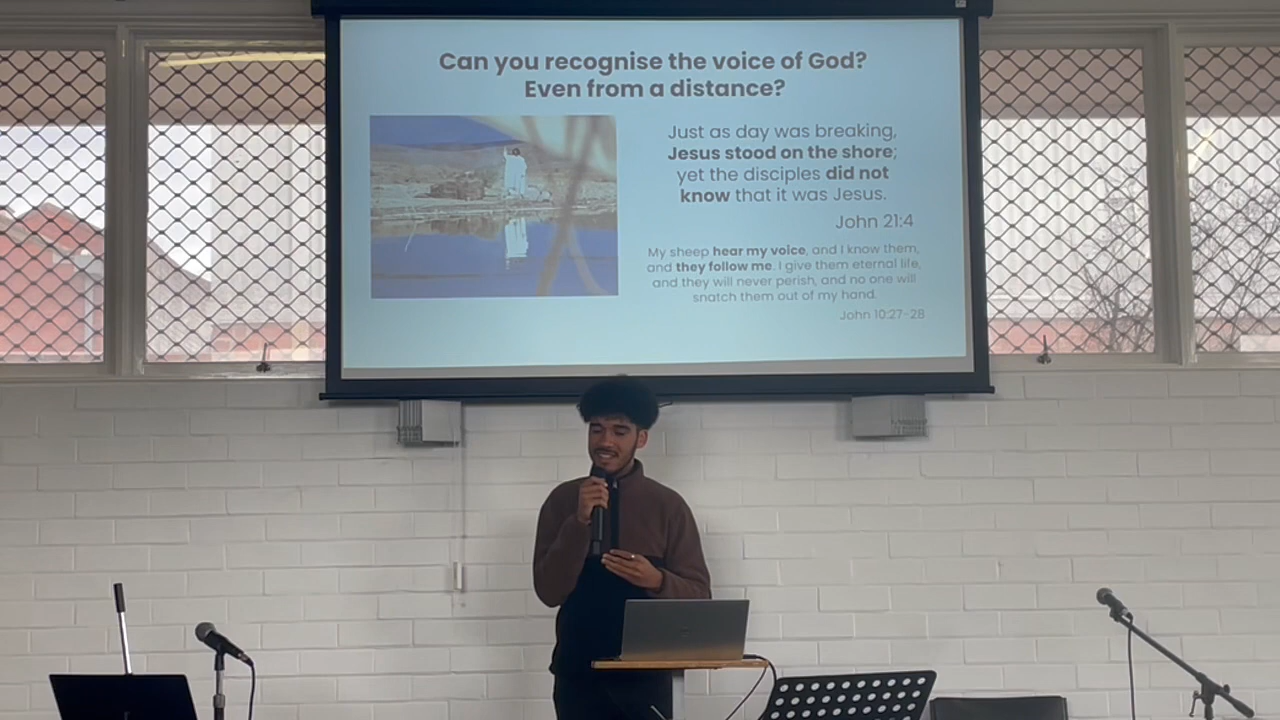 Can you recognise the voice of God?
Even from a distance?
Just as day was breaking,
Jesus stood on the shore;
yet the disciples did not
know that it was Jesus.
John 21:4
My sheep hear my voice, and I know them,
and they follow me. I give them eternal life,
and they will never perish, and no one will
snatch them out of my hand.
John 10:27-28